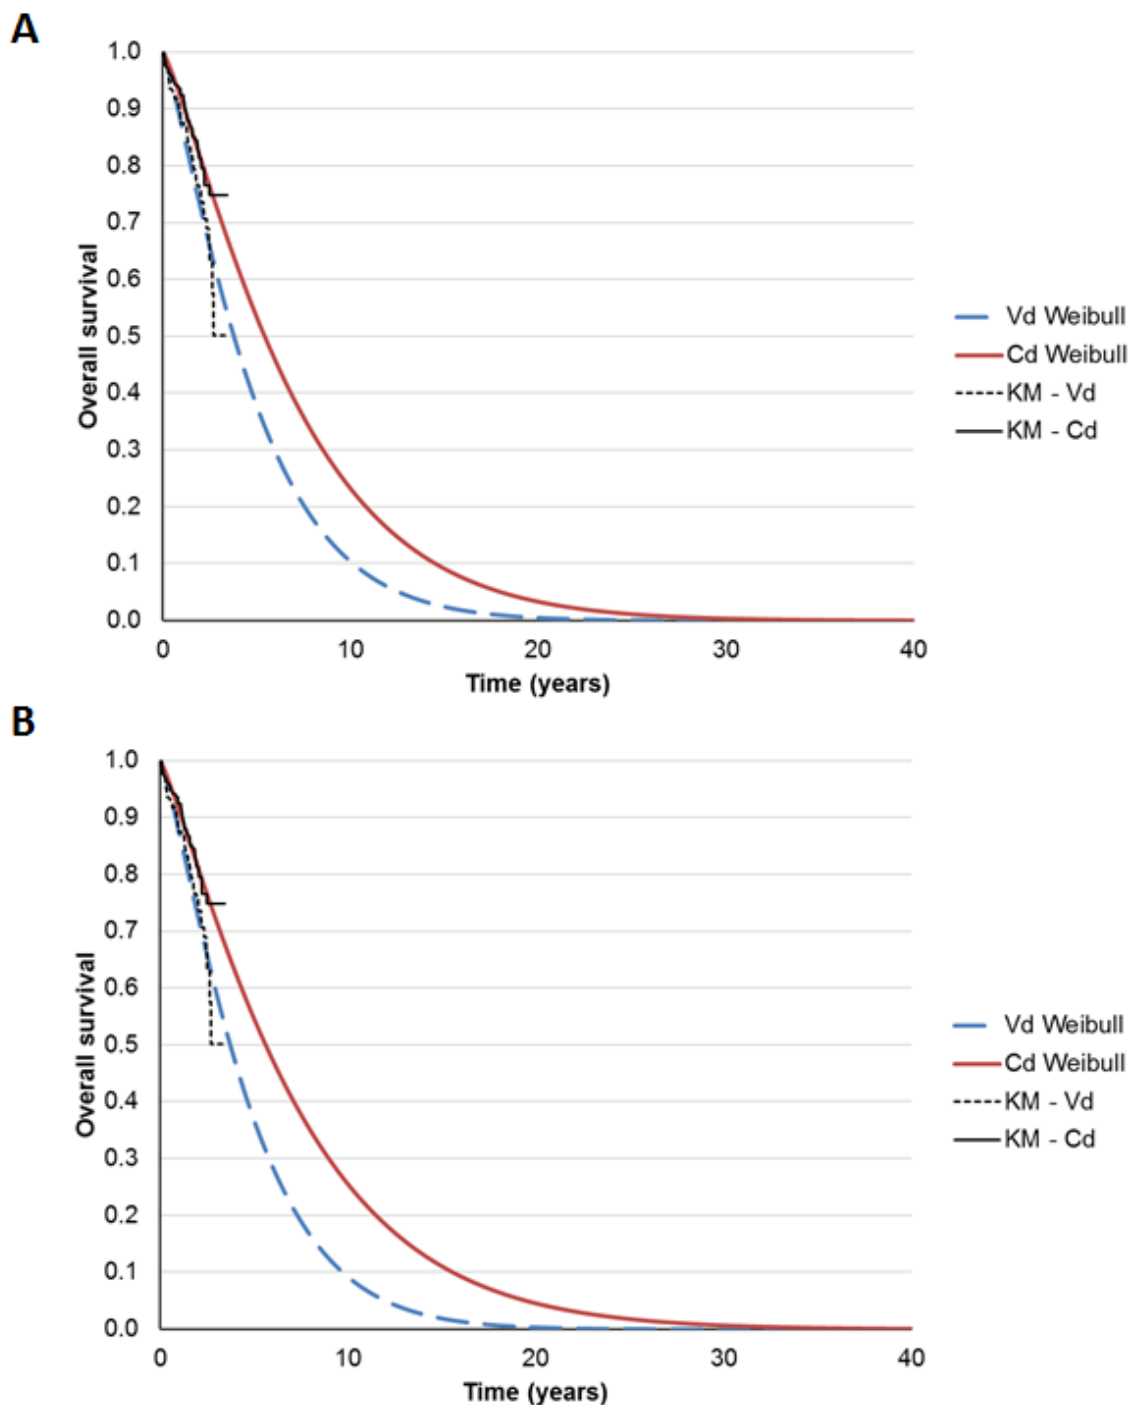 A
1.0
0.9
0.8
0.7
0.6
0.5
0.4
0.3
0.2
0.1
0.0
Overall survival
0 10 20 30 40
Time (years)
Vd Weibull
Cd Weibull
KM - Vd
KM - Cd
B
1.0
0.9
0.8
0.7
0.6
0.5
0.4
0.3
0.2
0.1
0.0
Overall survival
0 10 20 30 40
Time (years)
Vd Weibull
Cd Weibull
KM - Vd
KM - Cd